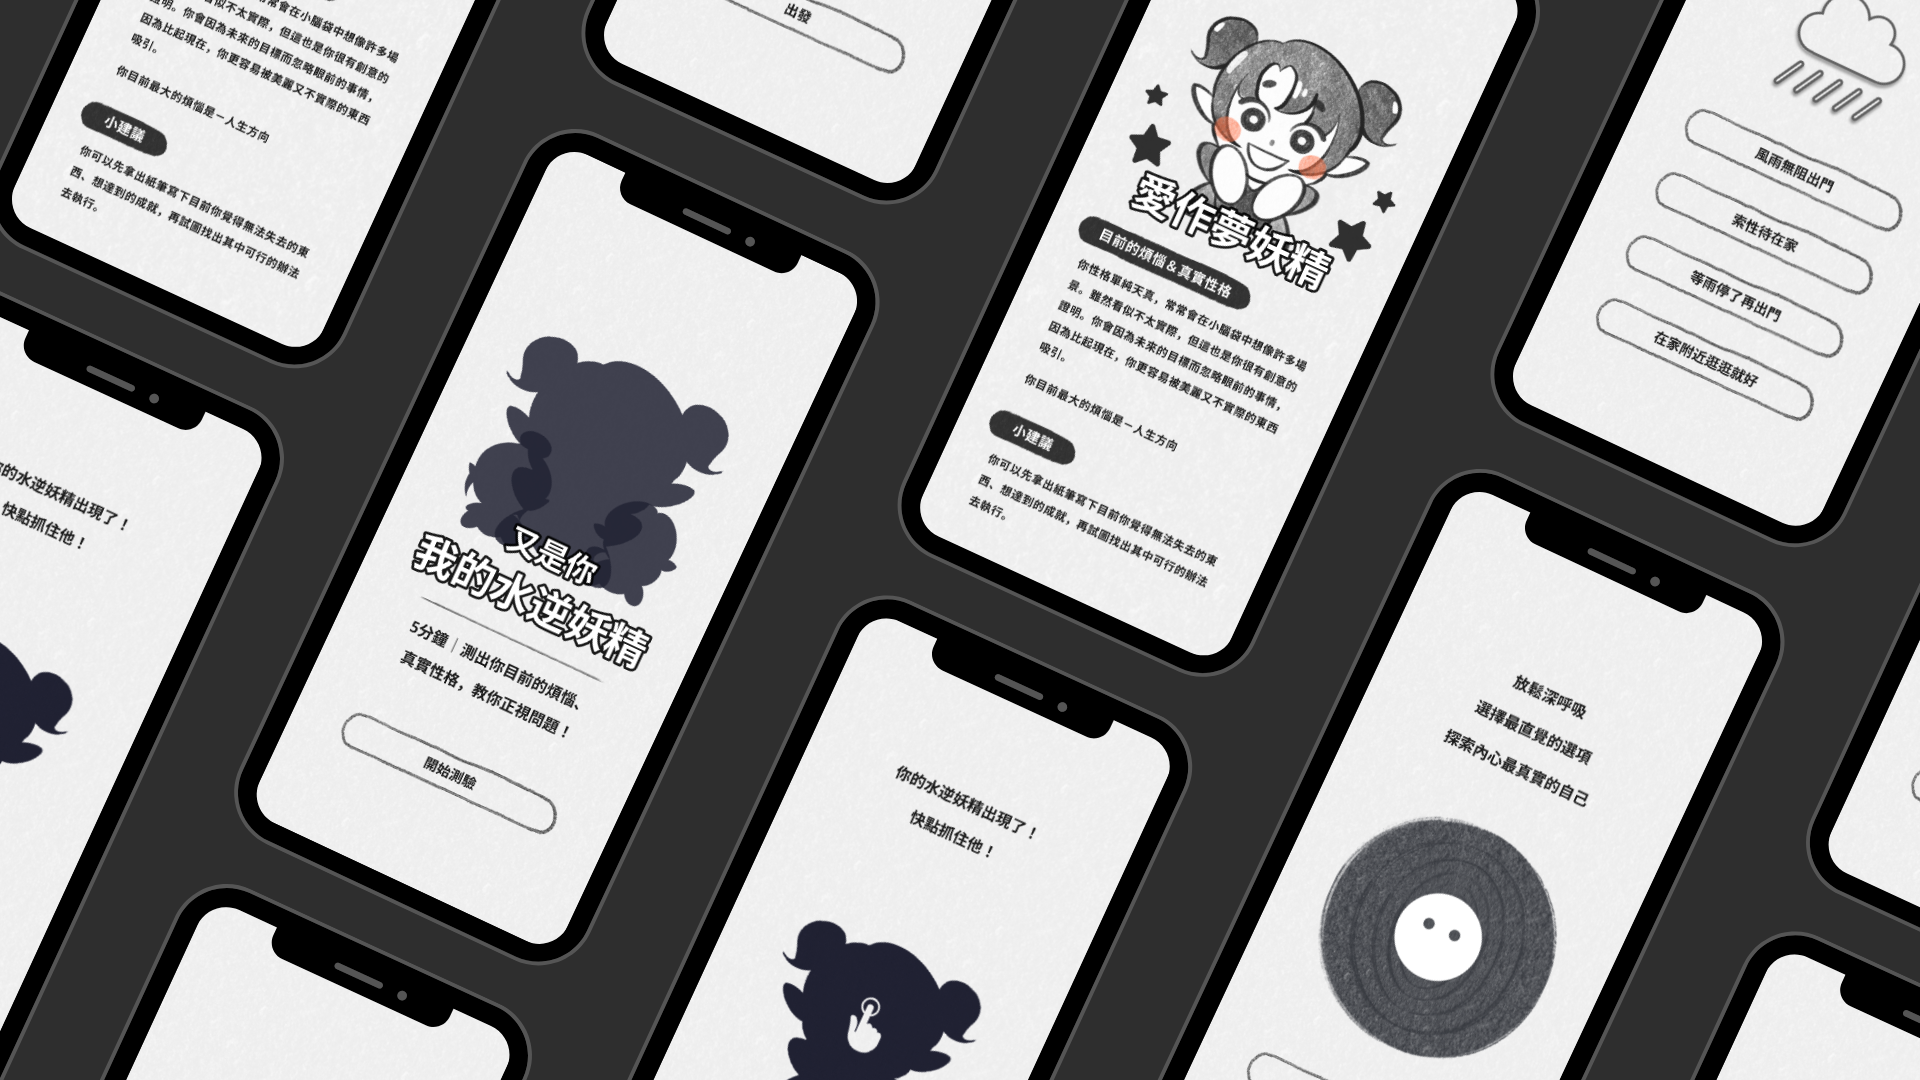 常會在小腦袋中想像許多場
似不太實際，但這也是你很有創意的
證明。你會因為未來的目標而忽略眼前的事情，
因為比起現在，你更容易被美麗又不實際的東西
吸引。
你目前最大的煩惱是－人生方向
小建議
你可以先拿出紙筆寫下目前你覺得無法失去的東
西、想達到的成就，再試圖找出其中可行的辦法
去執行。
出發
的水逆妖精出現了！
快點抓住他！
又是你
我的水逆妖精
5分鐘｜測出你目前的煩惱、
真實性格，教你正視問題！
開始測驗
愛作夢妖精
目前的煩惱＆真實性格
你性格單純天真，常常會在小腦袋中想像許多場
景。雖然看似不太實際，但這也是你很有創意的
證明。你會因為未來的目標而忽略眼前的事情，
因為比起現在，你更容易被美麗又不實際的東西
吸引。
你目前最大的煩惱是－人生方向
小建議
你可以先拿出紙筆寫下目前你覺得無法失去的東
西、想達到的成就，再試圖找出其中可行的辦法
去執行。
你的水逆妖精出現了！
快點抓住他！
風雨無阻出門
索性待在家
等雨停了再出門
在家附近逛逛就好
放鬆深呼吸
選擇最直覺的選項
探索內心最真實的自己